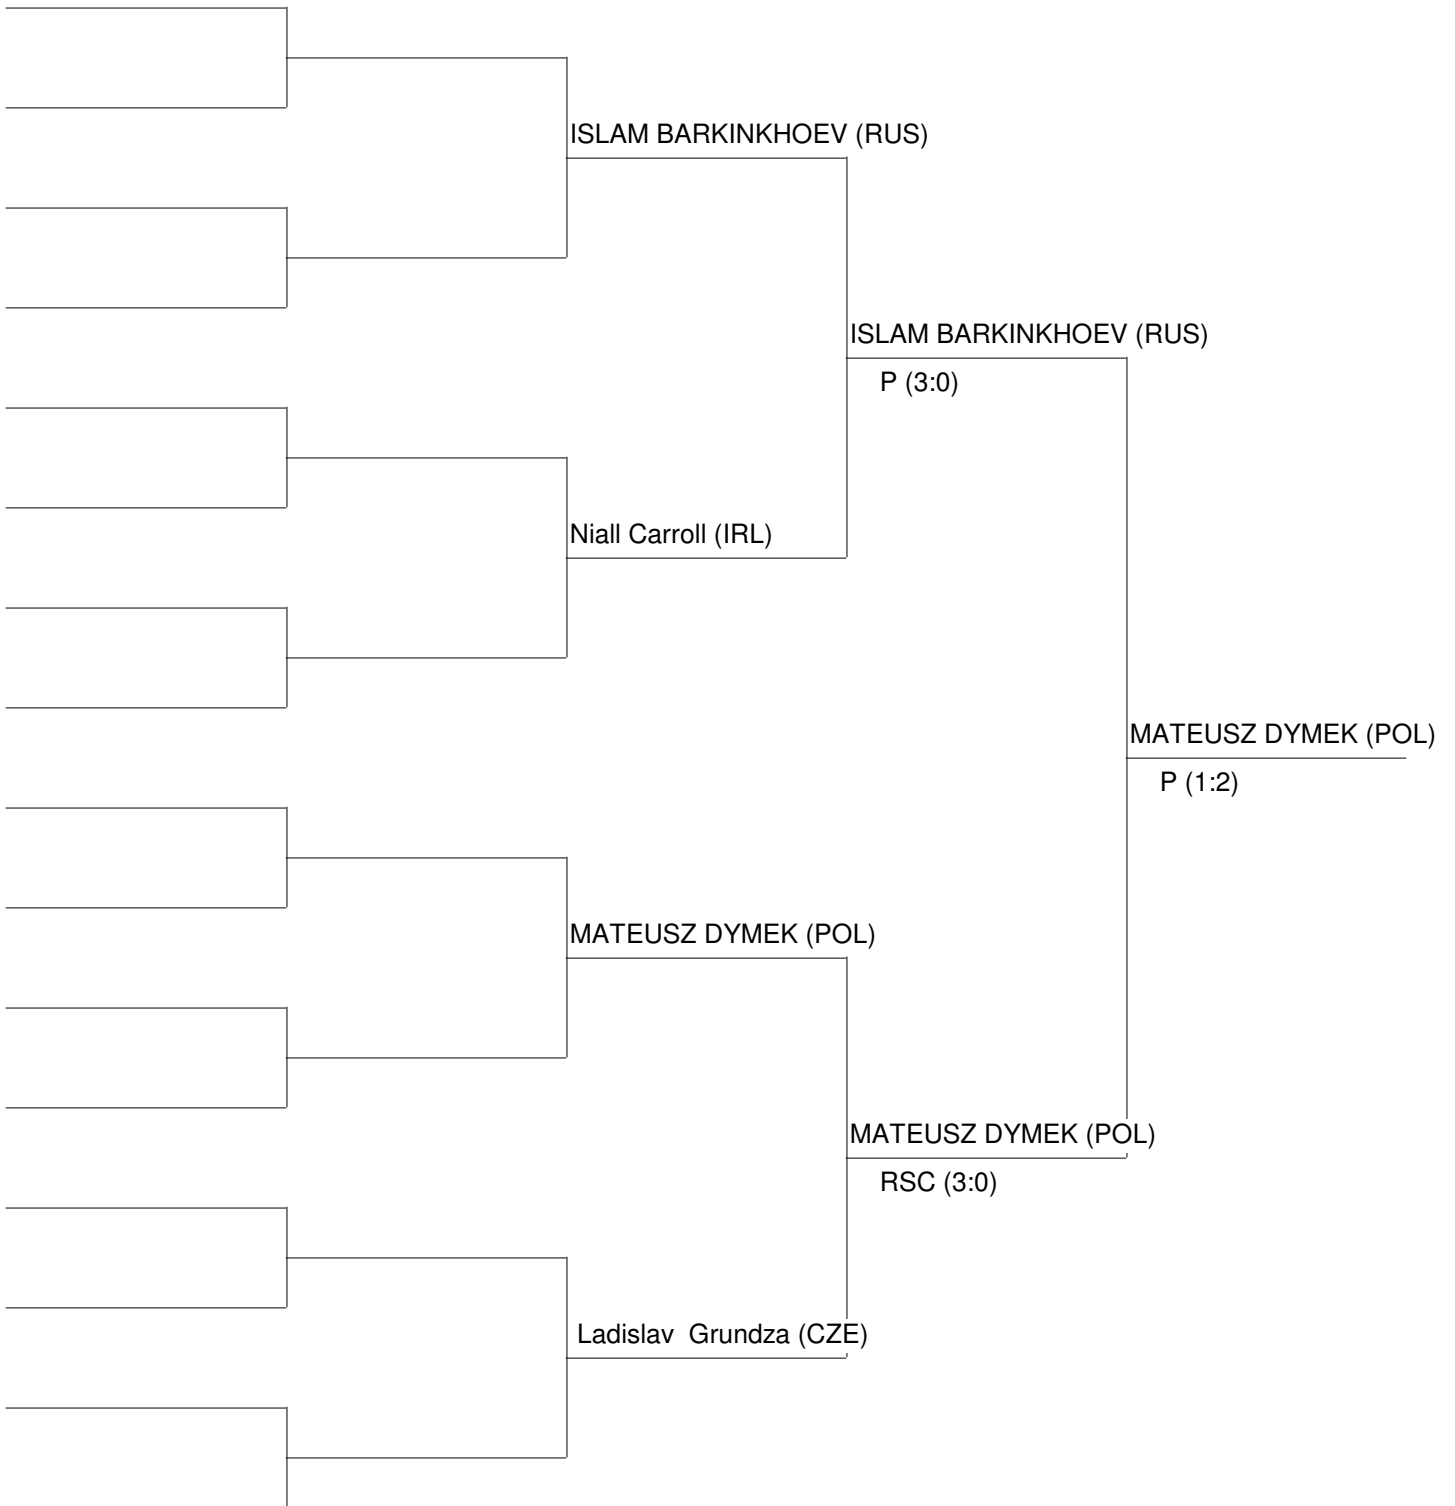 ISLAM BARKINKHOEV (RUS)
ISLAM BARKINKHOEV (RUS)
P (3:0)
Niall Carroll (IRL)
MATEUSZ DYMEK (POL)
P (1:2)
MATEUSZ DYMEK (POL)
MATEUSZ DYMEK (POL)
RSC (3:0)
Ladislav  Grundza (CZE)